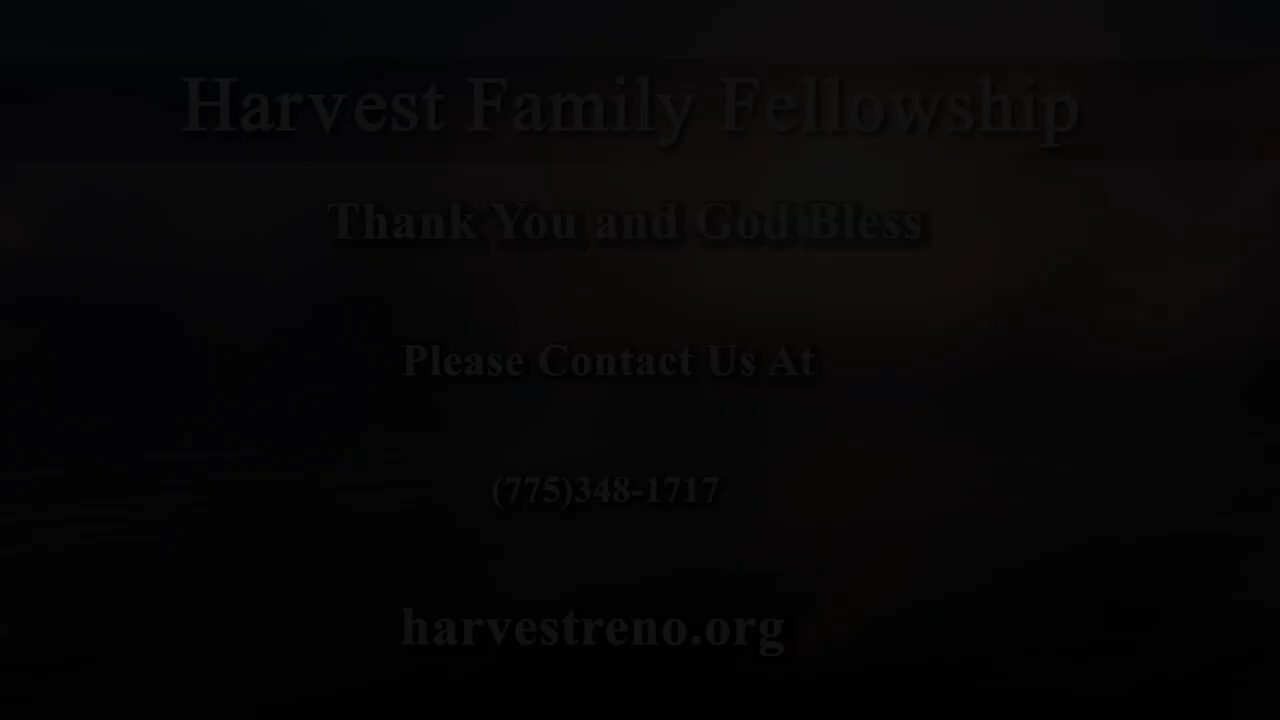 Harvest Family Fellowship
Thank You and God Bless
Please Contact Us At
(775)348-1717
harvestreno.org